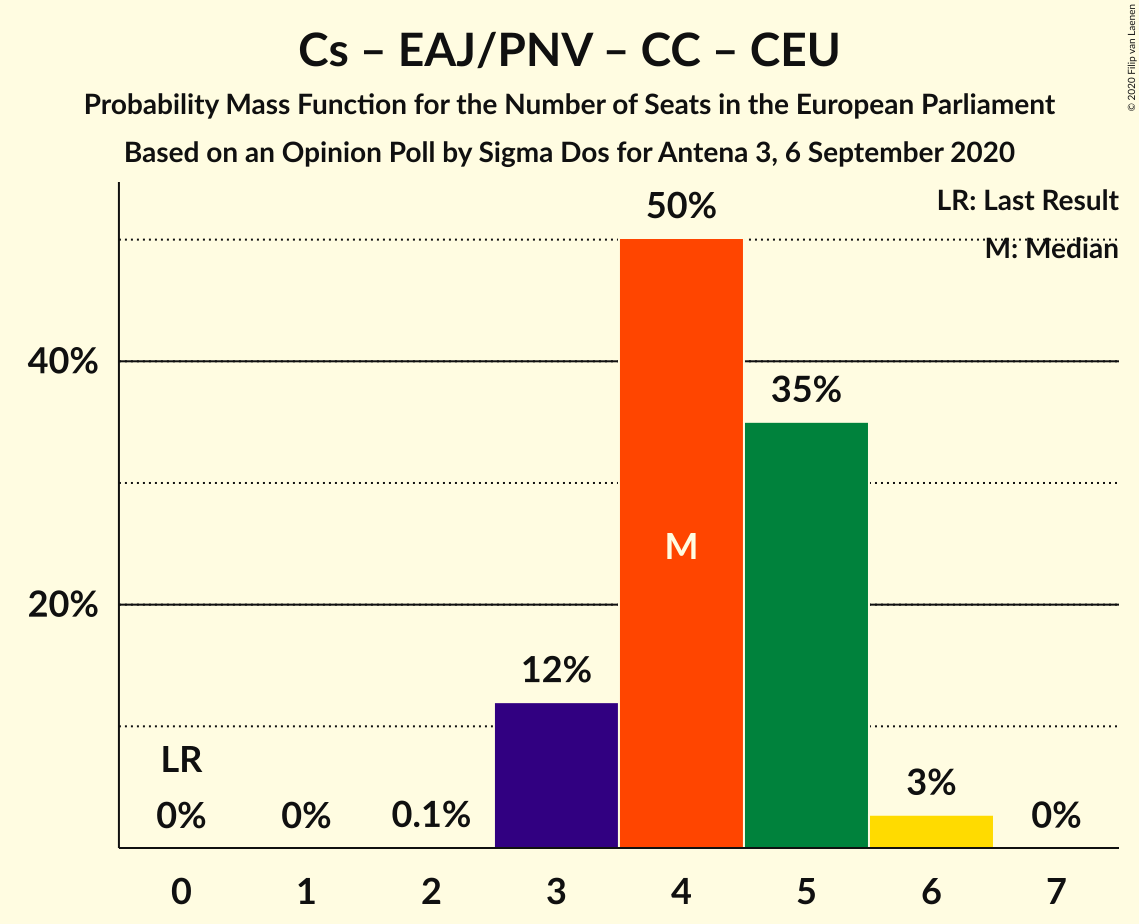 Cs – EAJ/PNV – CC – CEU
Probability Mass Function for the Number of Seats in the European Parliament
Based on an Opinion Poll by Sigma Dos for Antena 3, 6 September 2020
© 2020 Filip van Laenen
LR: Last Result
M: Median
50%
40%
35%
M
20%
12%
LR
3%
0% 0% 0.1% 0%
0 1 2 3 4 5 6 7